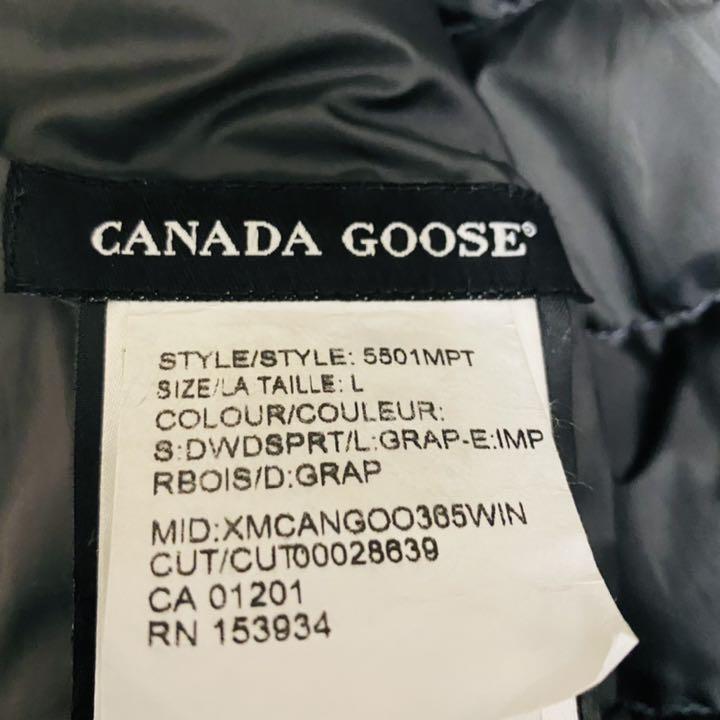 CANADA GOOSE®
STYLE/STYLE: 5501MPT
SIZE/LA TAILLE: L
COLOUR/COULEUR:
S:DWDSPRT/L:GRAP-E:IMP
RBOIS/D:GRAP
MID:XMCANGOO365WIN
CUT/CUT00028639
CA 01201
RN 153934